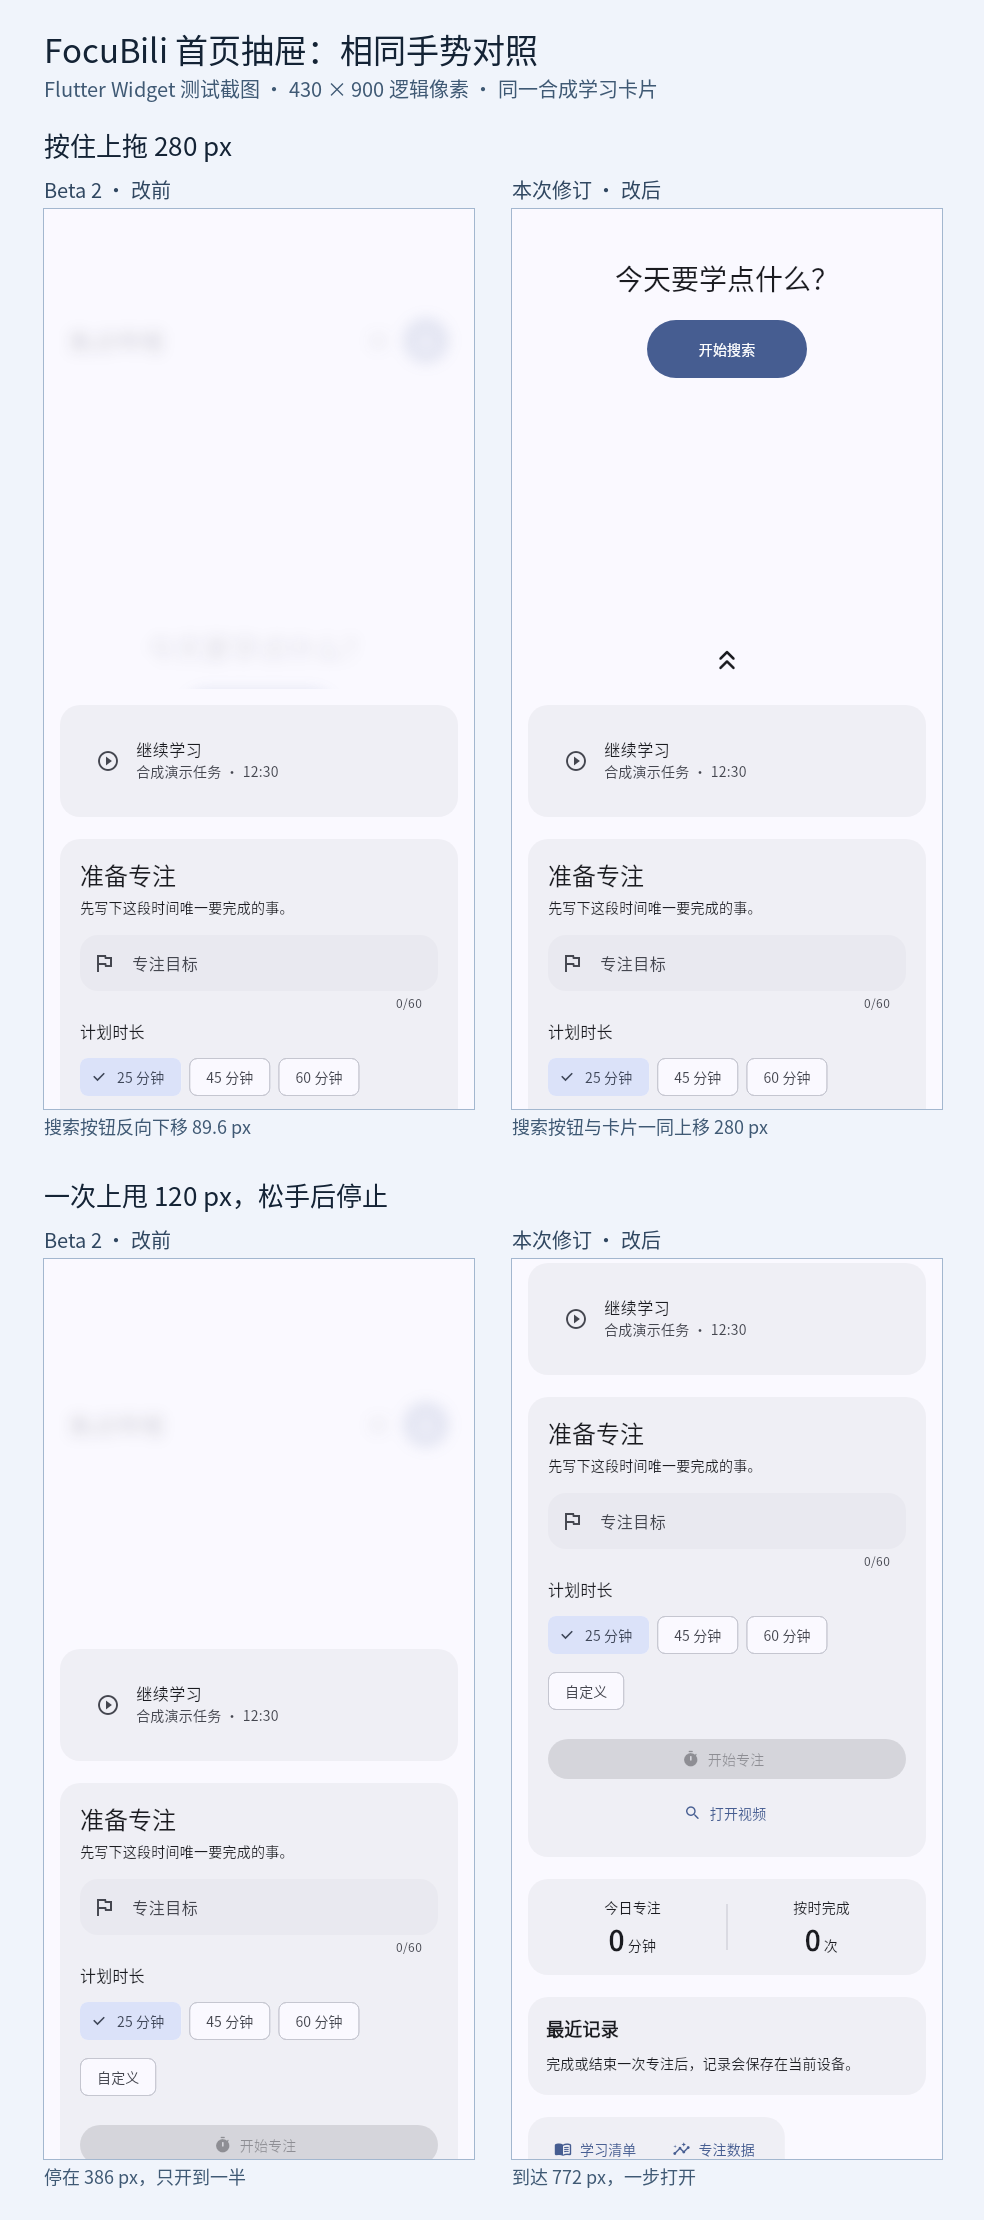 FocuBili 首页抽屉：相同手势对照
Flutter Widget 测试截图 · 430 × 900 逻辑像素 · 同一合成学习卡片
按住上拖 280 px
Beta 2 · 改前
本次修订 · 改后
今天要学点什么？
开始搜索
继续学习
合成演示任务 · 12:30
准备专注
先写下这段时间唯一要完成的事。
专注目标
0/60
计划时长
25 分钟 45 分钟 60 分钟
继续学习
合成演示任务 · 12:30
准备专注
先写下这段时间唯一要完成的事。
专注目标
0/60
计划时长
25 分钟 45 分钟 60 分钟
搜索按钮反向下移 89.6 px
搜索按钮与卡片一同上移 280 px
一次上甩 120 px，松手后停止
Beta 2 · 改前
本次修订 · 改后
继续学习
合成演示任务 · 12:30
准备专注
先写下这段时间唯一要完成的事。
专注目标
0/60
计划时长
25 分钟 45 分钟 60 分钟
自定义
开始专注
继续学习
合成演示任务 · 12:30
准备专注
先写下这段时间唯一要完成的事。
专注目标
0/60
计划时长
25 分钟 45 分钟 60 分钟
自定义
开始专注
打开视频
今日专注 按时完成
0 分钟 0 次
最近记录
完成或结束一次专注后，记录会保存在当前设备。
学习清单 专注数据
停在 386 px，只开到一半
到达 772 px，一步打开